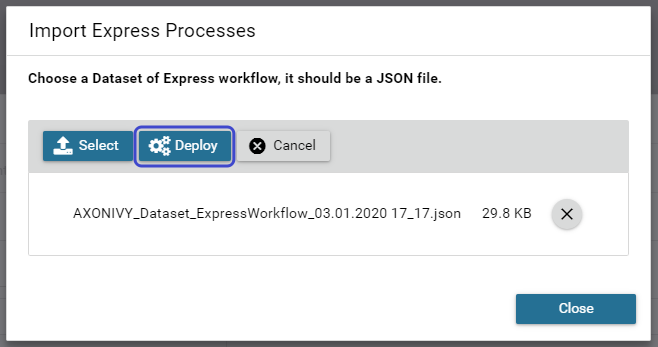 Import Express Processes
Choose a Dataset of Express workflow, it should be a JSON file.
Select Deploy Cancel
AXONIVY_Dataset_ExpressWorkflow_03.01.2020 17_17.json 29.8 KB
Close